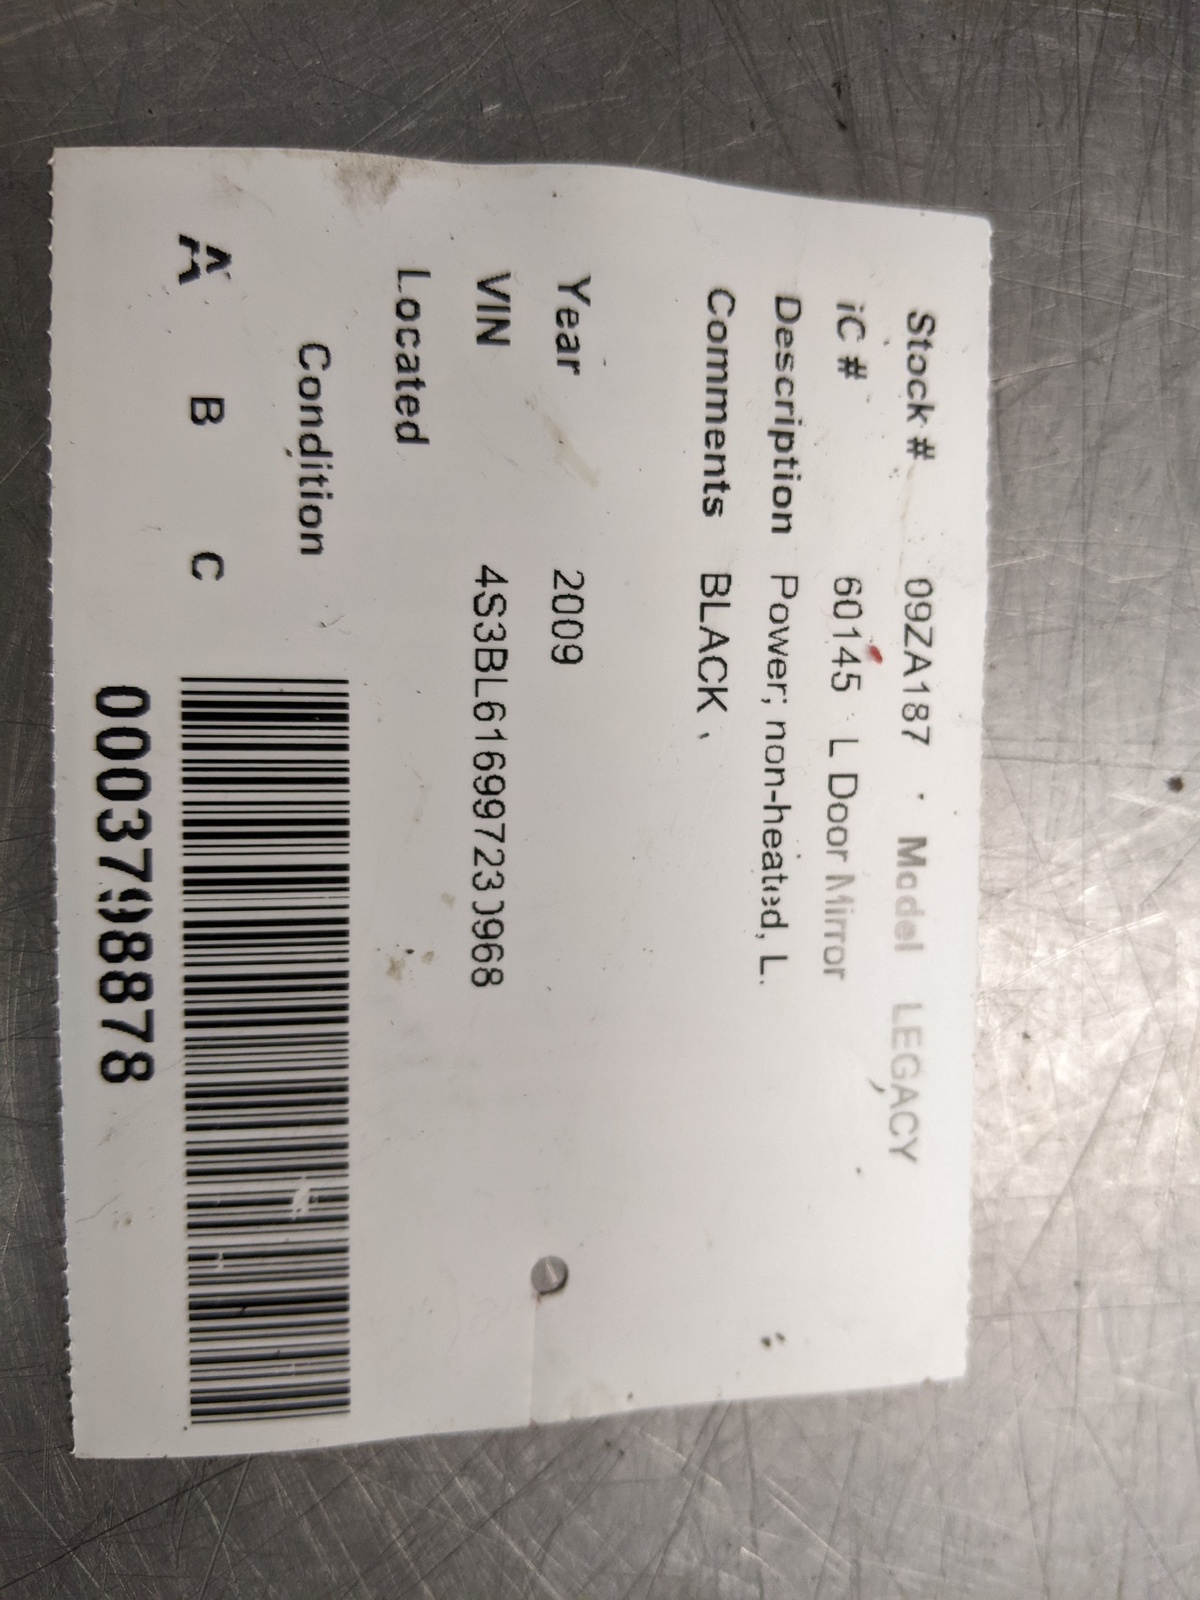 Stock # 09ZA187 Model LEGACY
iC # 60145 L Door Mirror
Description Power; non-heated, L.
Comments BLACK ,
Year 2009
VIN 4S3BL616997230968
Located
Condition
A B C
0003798878